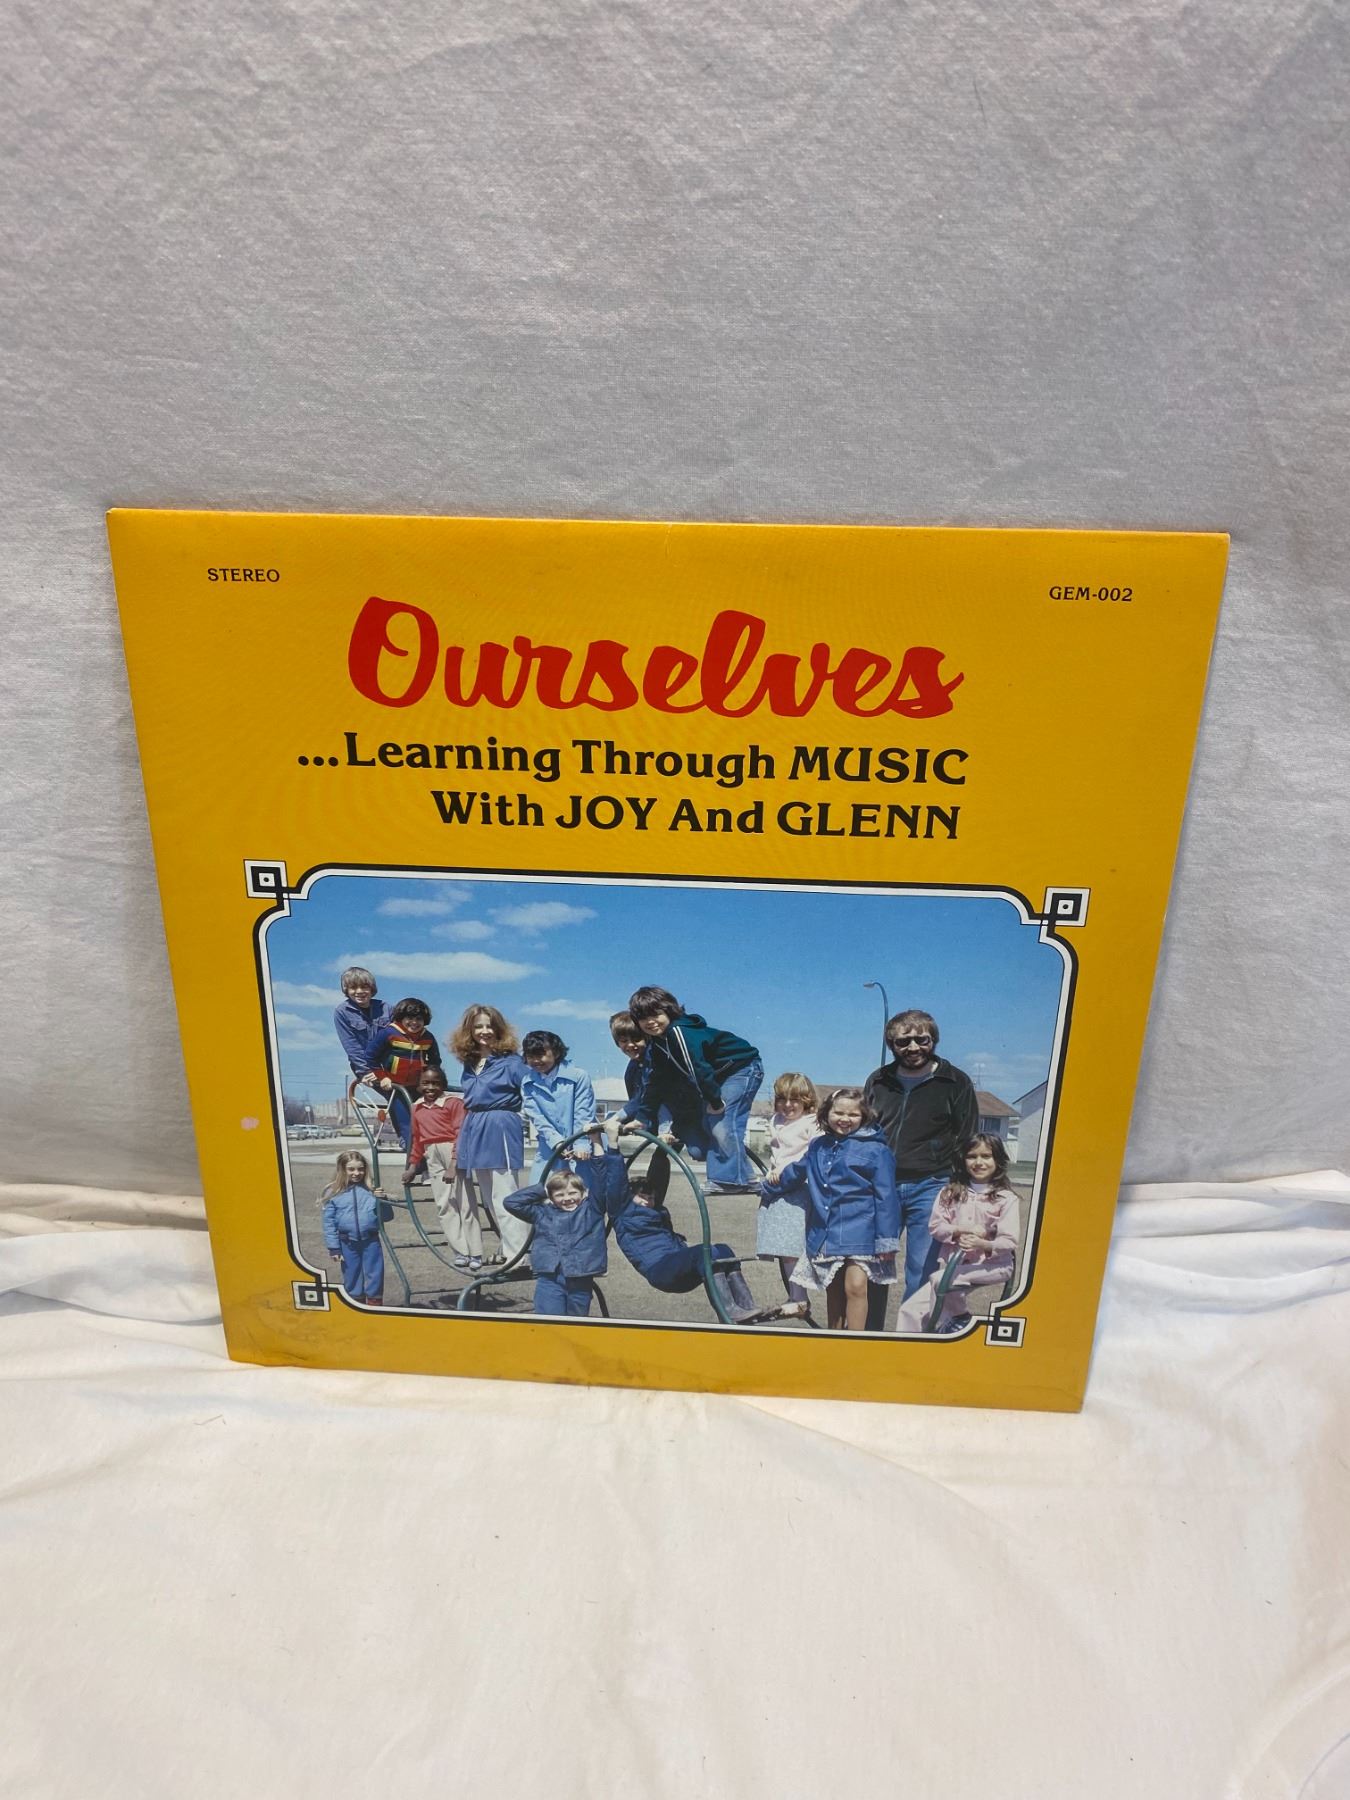 STEREO
GEM-002
Ourselves
...Learning Through MUSIC
With JOY And GLENN